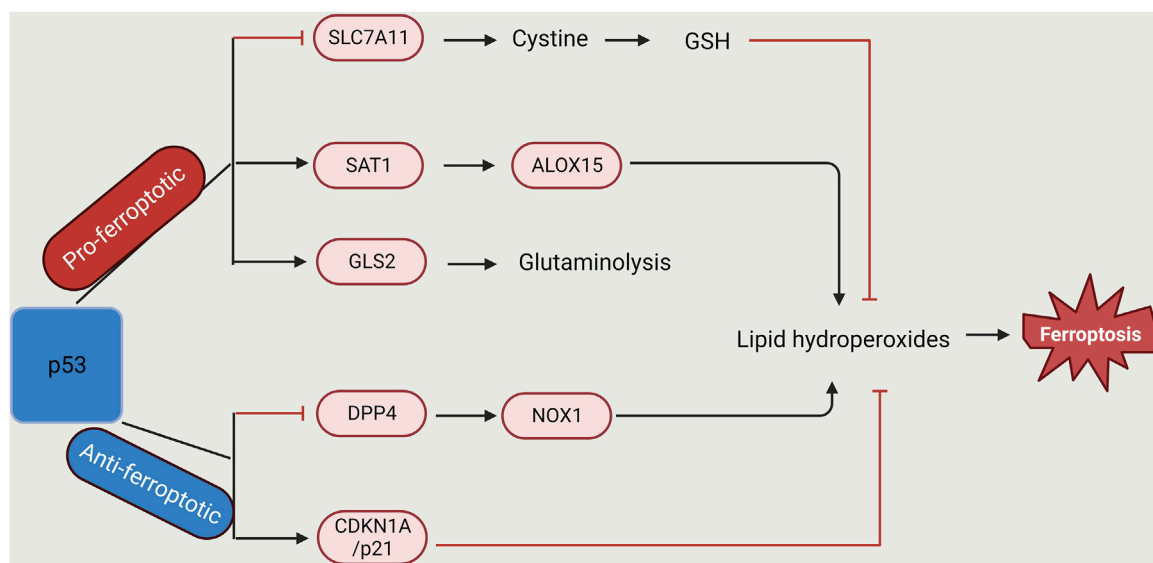 SLC7A11
Cystine
GSH
SAT1
ALOX15
Pro-ferroptotic
GLS2
Glutaminolysis
p53
Lipid hydroperoxides
Ferroptosis
DPP4
NOX1
Anti-ferroptotic
CDKN1A
/p21